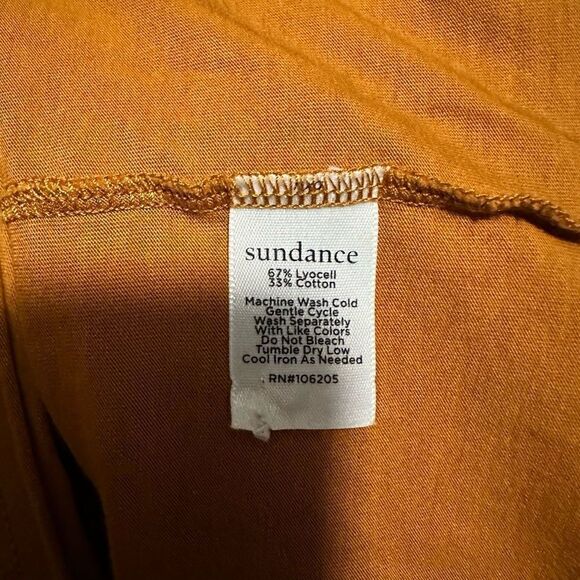 sundance
67% Lyocell
33% Cotton
Machine Wash Cold
Gentle Cycle
Wash Separately
With Like Colors
Do Not Bleach
Tumble Dry Low
Cool Iron As Needed
RN#106205